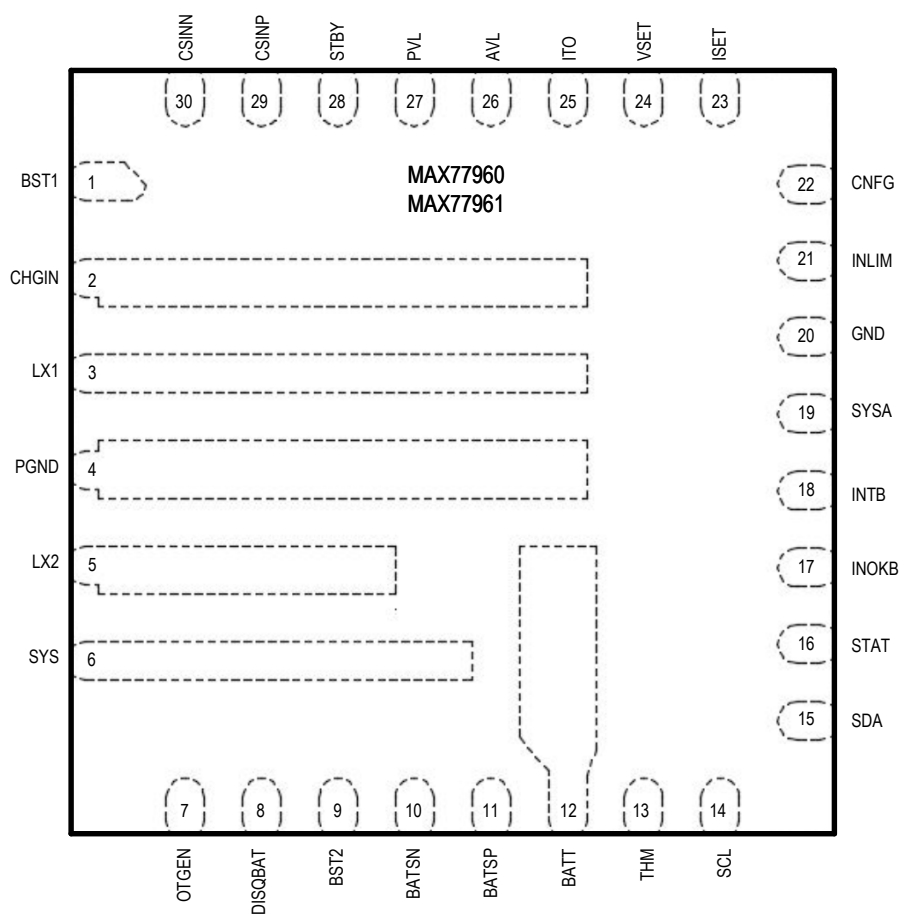 CSINN
CSINP
STBY
PVL
AVL
ITO
VSET
ISET
30
29
28
27
26
25
24
23
BST1
1
MAX77960
MAX77961
22
CNFG
CHGIN
2
21
INLIM
20
GND
LX1
3
19
SYSA
PGND
4
18
INTB
LX2
5
17
INOKB
SYS
6
16
STAT
15
SDA
7
8
9
10
11
12
13
14
OTGEN
DISQBAT
BST2
BATSN
BATSP
BATT
THM
SCL